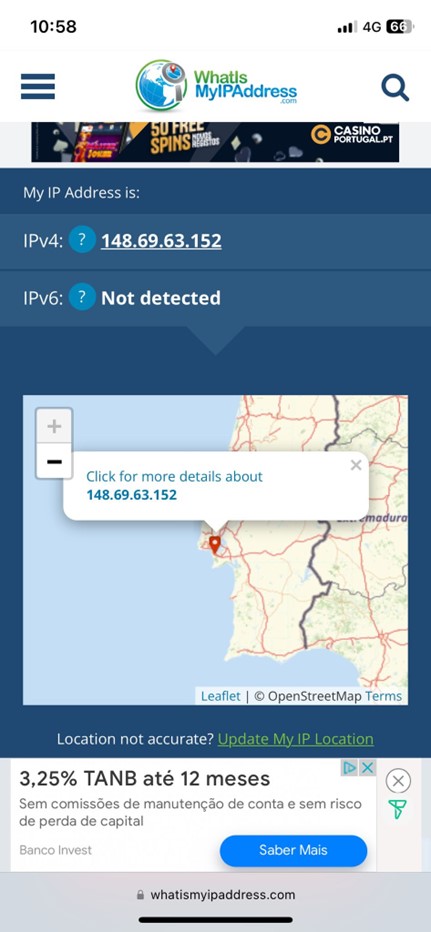 10:58
4G 66
WhatIs
MyIPAddress
.com
50 FREE
SPINS NOVOS
REGISTOS
CASINO
PORTUGAL.PT
My IP Address is:
IPv4: ? 148.69.63.152
IPv6: ? Not detected
+
−
Click for more details about
148.69.63.152
×
Extremadura
Leaflet | © OpenStreetMap Terms
Location not accurate? Update My IP Location
3,25% TANB até 12 meses
Sem comissões de manutenção de conta e sem risco
de perda de capital
Banco Invest
Saber Mais
whatismyipaddress.com